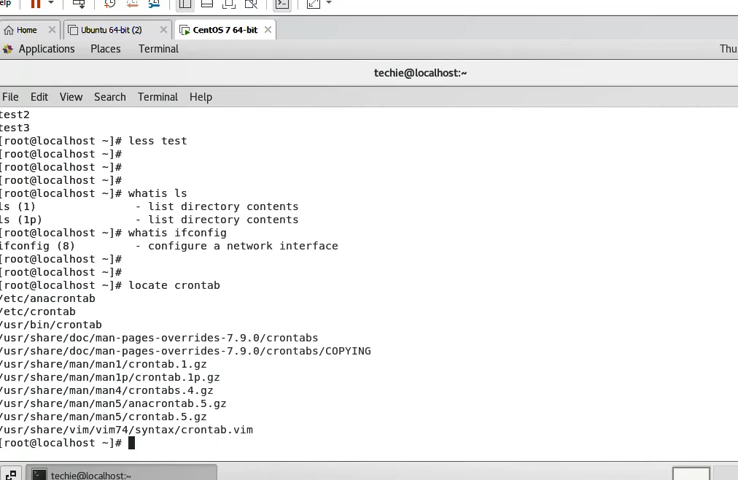 elp
Home
Ubuntu 64-bit (2)
CentOS 7 64-bit
Applications Places Terminal Thu
techie@localhost:~
File Edit View Search Terminal Help
test2
test3
[root@localhost ~]# less test
[root@localhost ~]#
[root@localhost ~]#
[root@localhost ~]#
[root@localhost ~]# whatis ls
ls (1) - list directory contents
ls (1p) - list directory contents
[root@localhost ~]# whatis ifconfig
ifconfig (8) - configure a network interface
[root@localhost ~]#
[root@localhost ~]#
[root@localhost ~]# locate crontab
/etc/anacrontab
/etc/crontab
/usr/bin/crontab
/usr/share/doc/man-pages-overrides-7.9.0/crontabs
/usr/share/doc/man-pages-overrides-7.9.0/crontabs/COPYING
/usr/share/man/man1/crontab.1.gz
/usr/share/man/man1p/crontab.1p.gz
/usr/share/man/man4/crontabs.4.gz
/usr/share/man/man5/anacrontab.5.gz
/usr/share/man/man5/crontab.5.gz
/usr/share/vim/vim74/syntax/crontab.vim
[root@localhost ~]#
techie@localhost:~